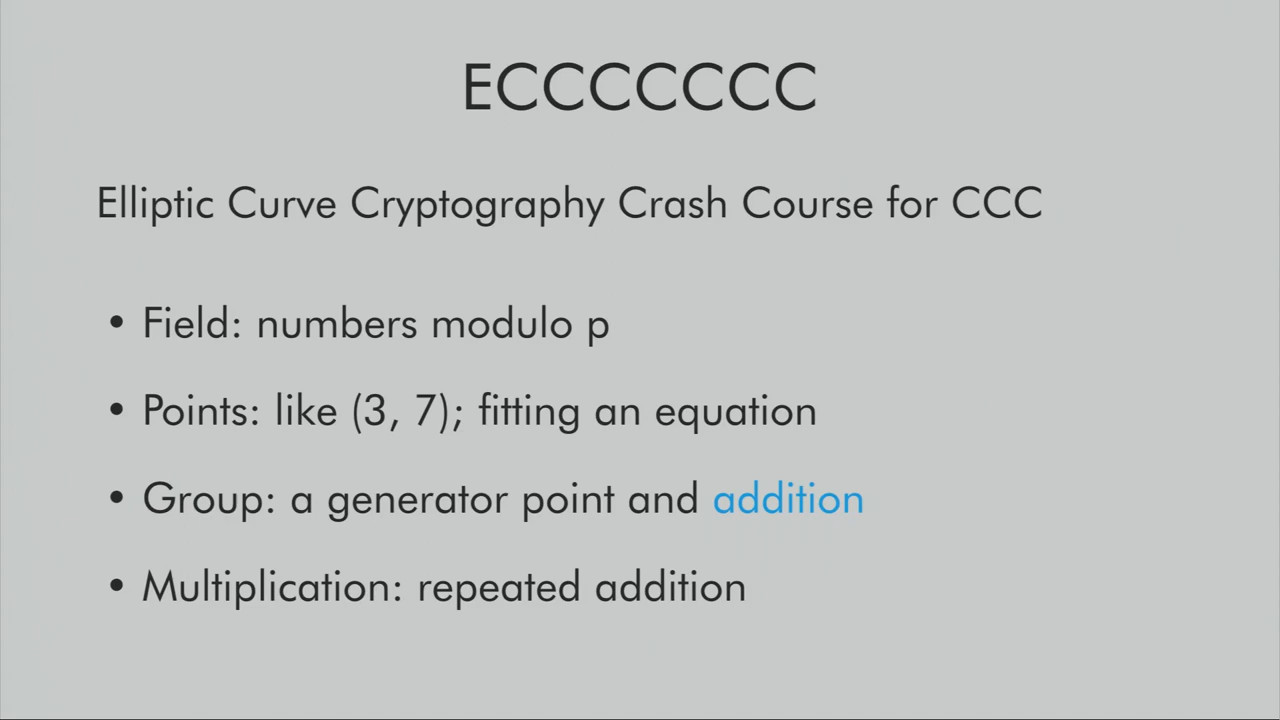 ECCCCCCC
Elliptic Curve Cryptography Crash Course for CCC
• Field: numbers modulo p
• Points: like (3, 7); fitting an equation
• Group: a generator point and addition
• Multiplication: repeated addition